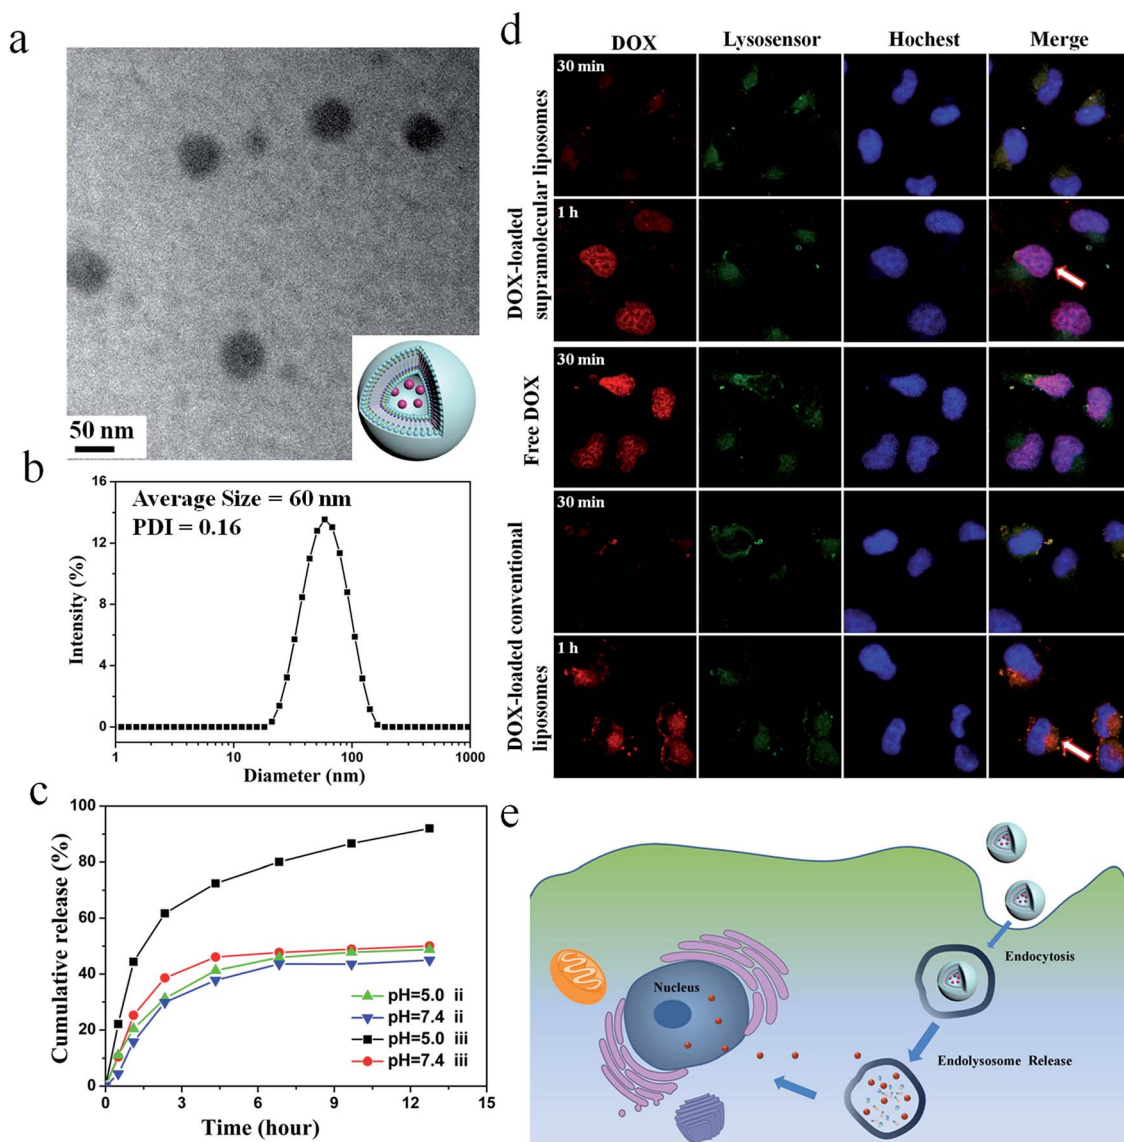 a
50 nm
b
Average Size = 60 nm
PDI = 0.16
Intensity (%)
16
12
8
4
0
1
10
100
1000
Diameter (nm)
c
Cumulative release (%)
100
80
60
40
20
0
pH=5.0 ii
pH=7.4 ii
pH=5.0 iii
pH=7.4 iii
0
3
6
9
12
15
Time (hour)
d
DOX
Lysosensor
Hochest
Merge
DOX-loaded
supramolecular liposomes
30 min
1 h
Free DOX
30 min
DOX-loaded conventional
liposomes
30 min
1 h
e
Endocytosis
Nucleus
Endolysosome Release